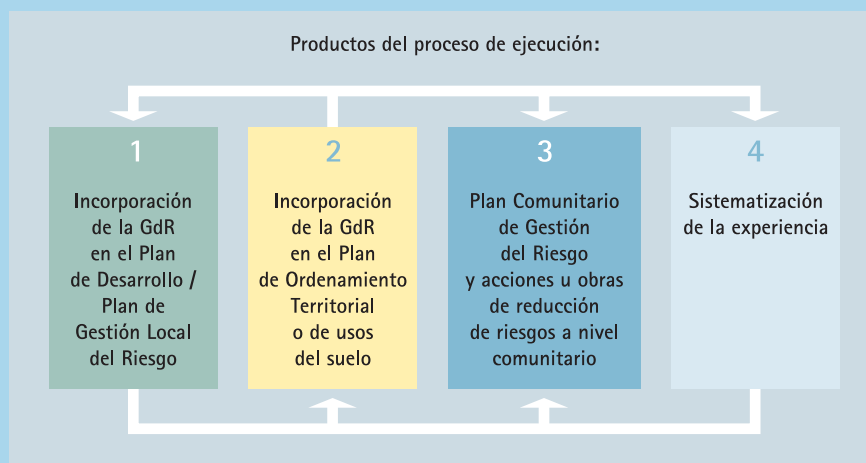 Productos del proceso de ejecución:
1
Incorporación
de la GdR
en el Plan
de Desarrollo /
Plan de
Gestión Local
del Riesgo
2
Incorporación
de la GdR
en el Plan
de Ordenamiento
Territorial
o de usos
del suelo
3
Plan Comunitario
de Gestión
del Riesgo
y acciones u obras
de reducción
de riesgos a nivel
comunitario
4
Sistematización
de la experiencia